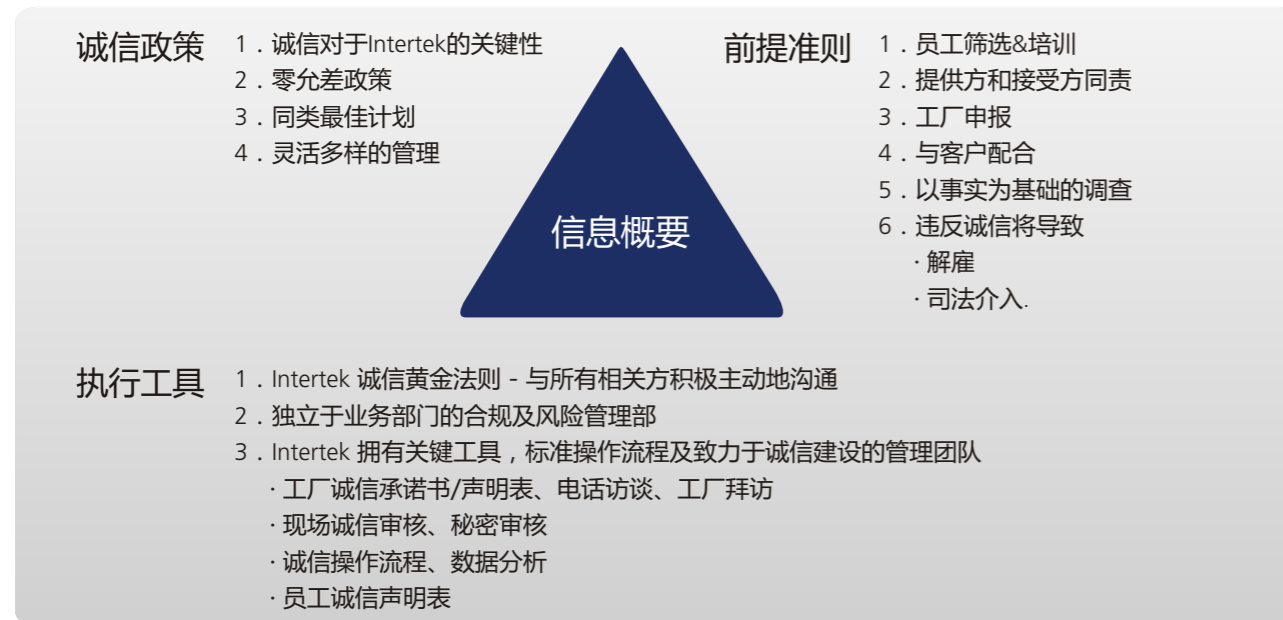 诚信政策
1．诚信对于Intertek的关键性
2．零允差政策
3．同类最佳计划
4．灵活多样的管理
前提准则
1．员工筛选&培训
2．提供方和接受方同责
3．工厂申报
4．与客户配合
5．以事实为基础的调查
6．违反诚信将导致
·解雇
·司法介入.
信息概要
执行工具
1．Intertek 诚信黄金法则 - 与所有相关方积极主动地沟通
2．独立于业务部门的合规及风险管理部
3．Intertek 拥有关键工具，标准操作流程及致力于诚信建设的管理团队
·工厂诚信承诺书/声明表、电话访谈、工厂拜访
·现场诚信审核、秘密审核
·诚信操作流程、数据分析
·员工诚信声明表